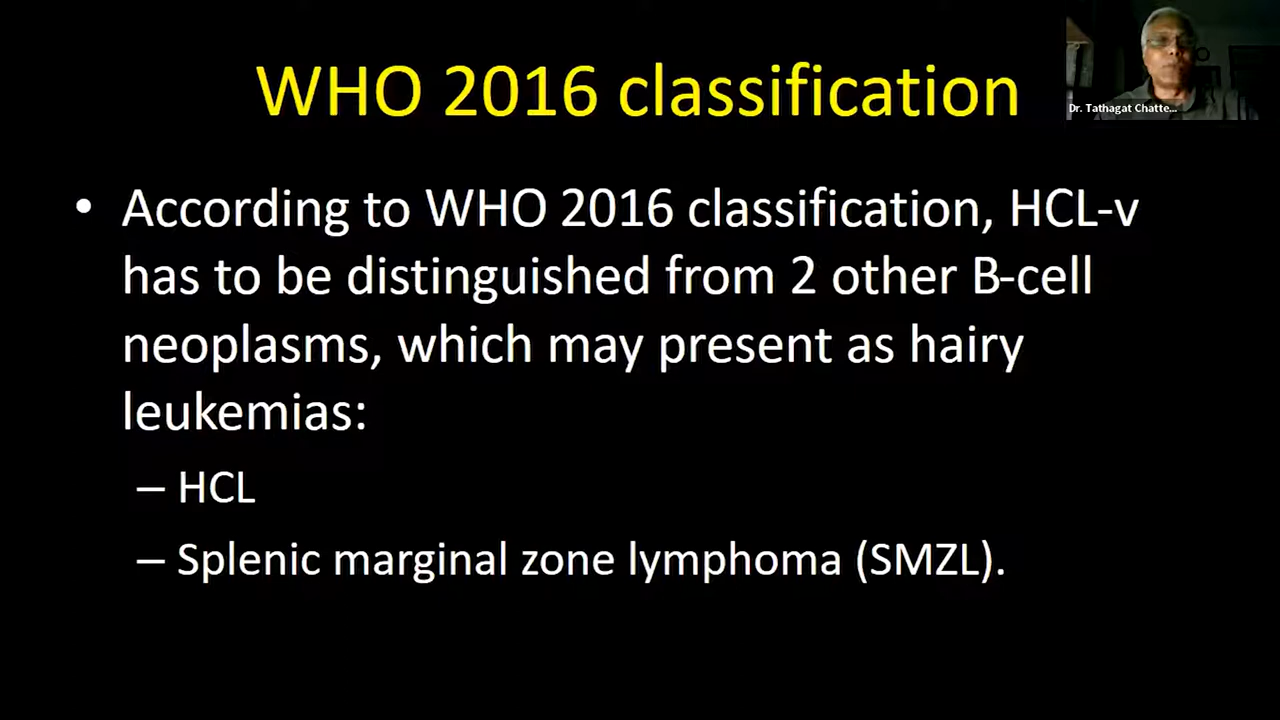 WHO 2016 classification
Dr. Tathagat Chatte...
• According to WHO 2016 classification, HCL-v
has to be distinguished from 2 other B-cell
neoplasms, which may present as hairy
leukemias:
– HCL
– Splenic marginal zone lymphoma (SMZL).